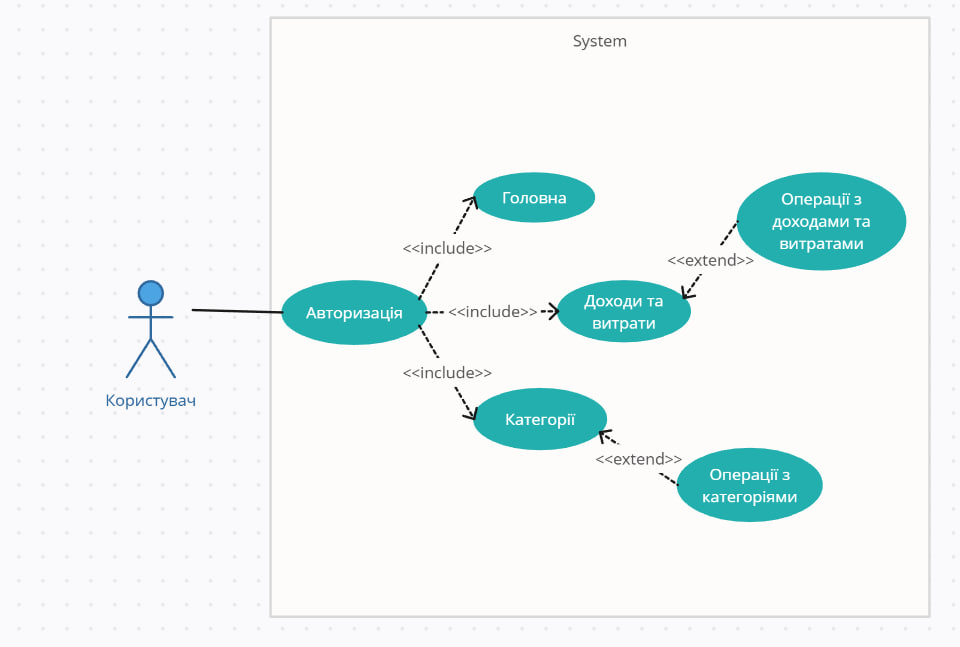 System
Головна
Операції з
доходами та
витратами
<<include>>
<<extend>>
Авторизація
<<include>>
Доходи та
витрати
<<include>>
Користувач
Категорії
<<extend>>
Операції з
категоріями